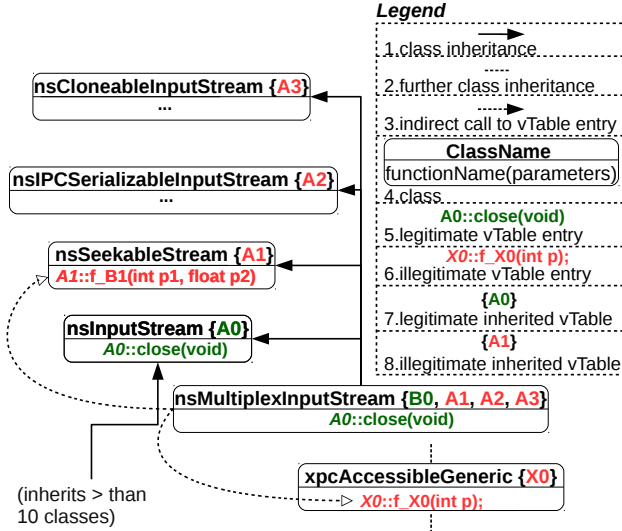 Legend
1.class inheritance
2.further class inheritance
3.indirect call to vTable entry
ClassName
functionName(parameters)
4.class
A0::close(void)
5.legitimate vTable entry
X0::f_X0(int p);
6.illegitimate vTable entry
{A0}
7.legitimate inherited vTable
{A1}
8.illegitimate inherited vTable
nsCloneableInputStream {A3}
...
nsIPCSerializableInputStream {A2}
...
nsSeekableStream {A1}
A1::f_B1(int p1, float p2)
nsInputStream {A0}
A0::close(void)
nsMultiplexInputStream {B0, A1, A2, A3}
A0::close(void)
xpcAccessibleGeneric {X0}
X0::f_X0(int p);
(inherits > than
10 classes)